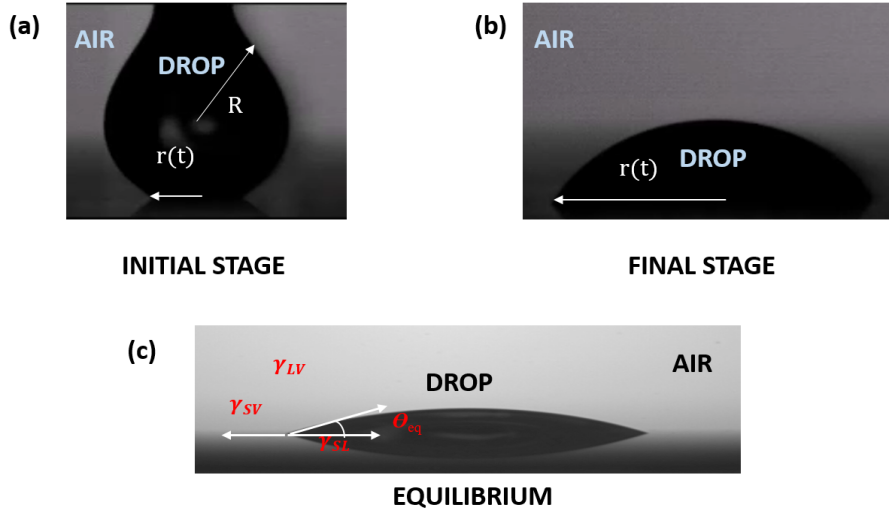 (a)
AIR
DROP
R
r(t)
INITIAL STAGE
(b)
AIR
DROP
r(t)
FINAL STAGE
(c)
γLV
DROP
AIR
γSV
θeq
γSL
EQUILIBRIUM